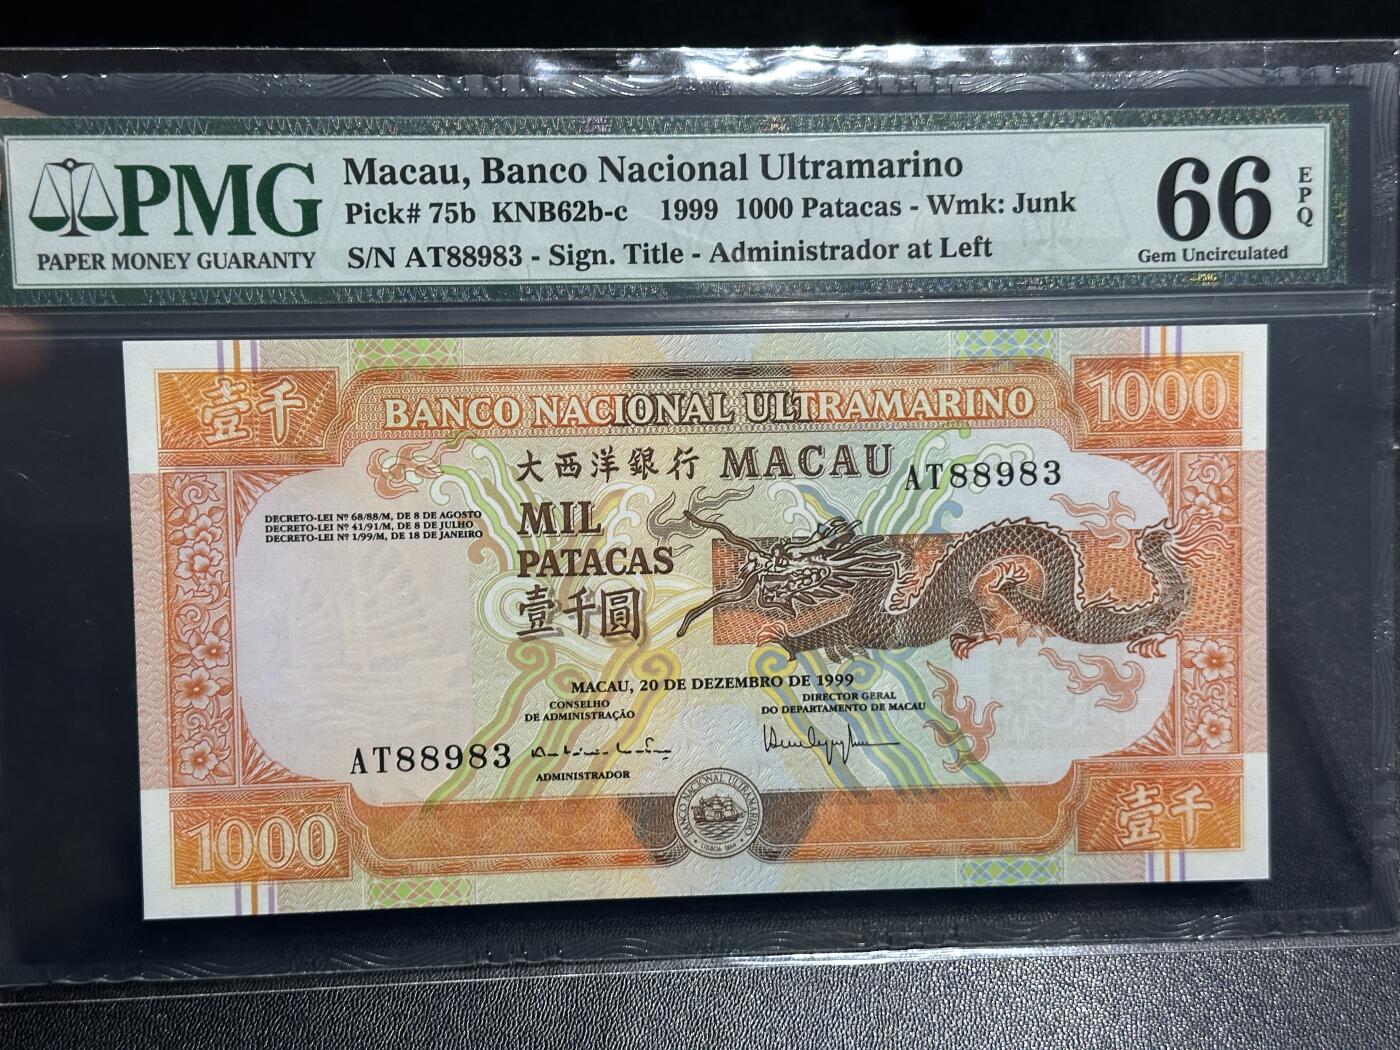 PMG
PAPER MONEY GUARANTY
Macau, Banco Nacional Ultramarino
Pick# 75b KNB62b-c 1999 1000 Patacas - Wmk: Junk
S/N AT88983 - Sign. Title - Administrador at Left
66
EPQ
Gem Uncirculated
壹千
BANCO NACIONAL ULTRAMARINO
1000
大西洋銀行 MACAU
AT88983
DECRETO-LEI Nº 68/88/M, DE 8 DE AGOSTO
DECRETO-LEI Nº 41/91/M, DE 8 DE JULHO
DECRETO-LEI Nº 1/99/M, DE 18 DE JANEIRO
MIL
PATACAS
壹千圓
MACAU, 20 DE DEZEMBRO DE 1999
CONSELHO
DE ADMINISTRAÇÃO
DIRECTOR GERAL
DO DEPARTAMENTO DE MACAU
AT88983
ADMINISTRADOR
1000
BANCO NACIONAL ULTRAMARINO
LISBOA 1864
壹千